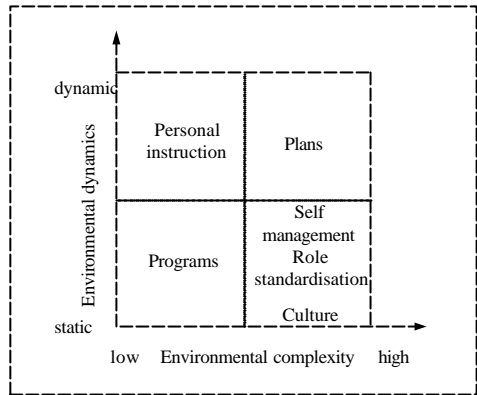 dynamic
Personal
instruction
Plans
Environmental dynamics
Programs
Self
management
Role
standardisation
Culture
static
low Environmental complexity high